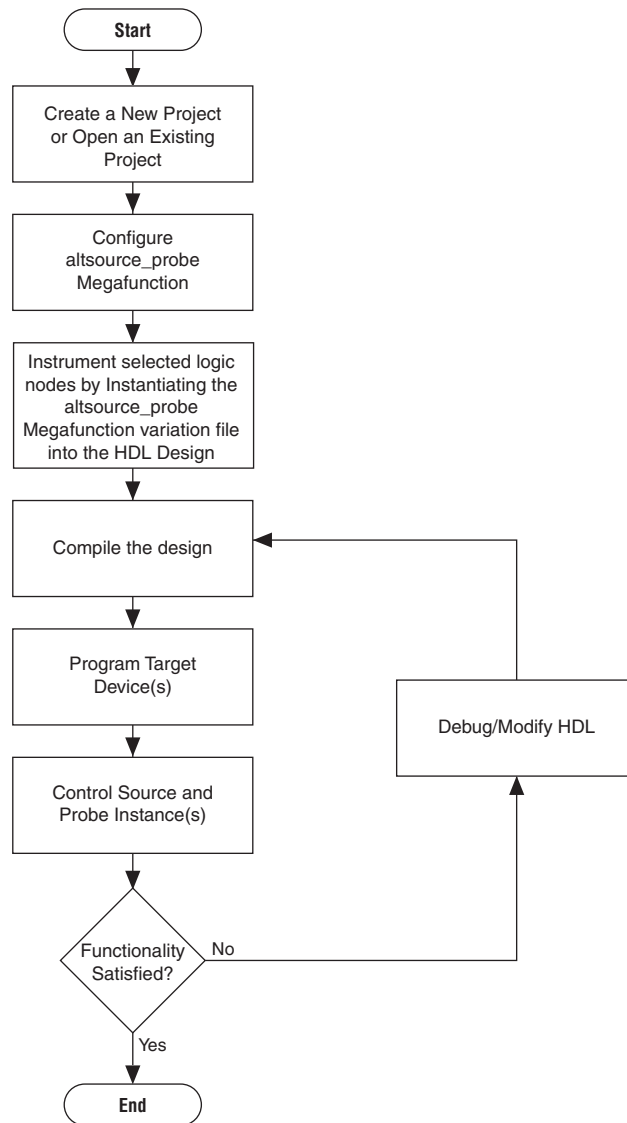 Start
Create a New Project
or Open an Existing
Project
Configure
altsource_probe
Megafunction
Instrument selected logic
nodes by Instantiating the
altsource_probe
Megafunction variation file
into the HDL Design
Compile the design
Program Target
Device(s)
Debug/Modify HDL
Control Source and
Probe Instance(s)
Functionality
Satisfied?
No
Yes
End